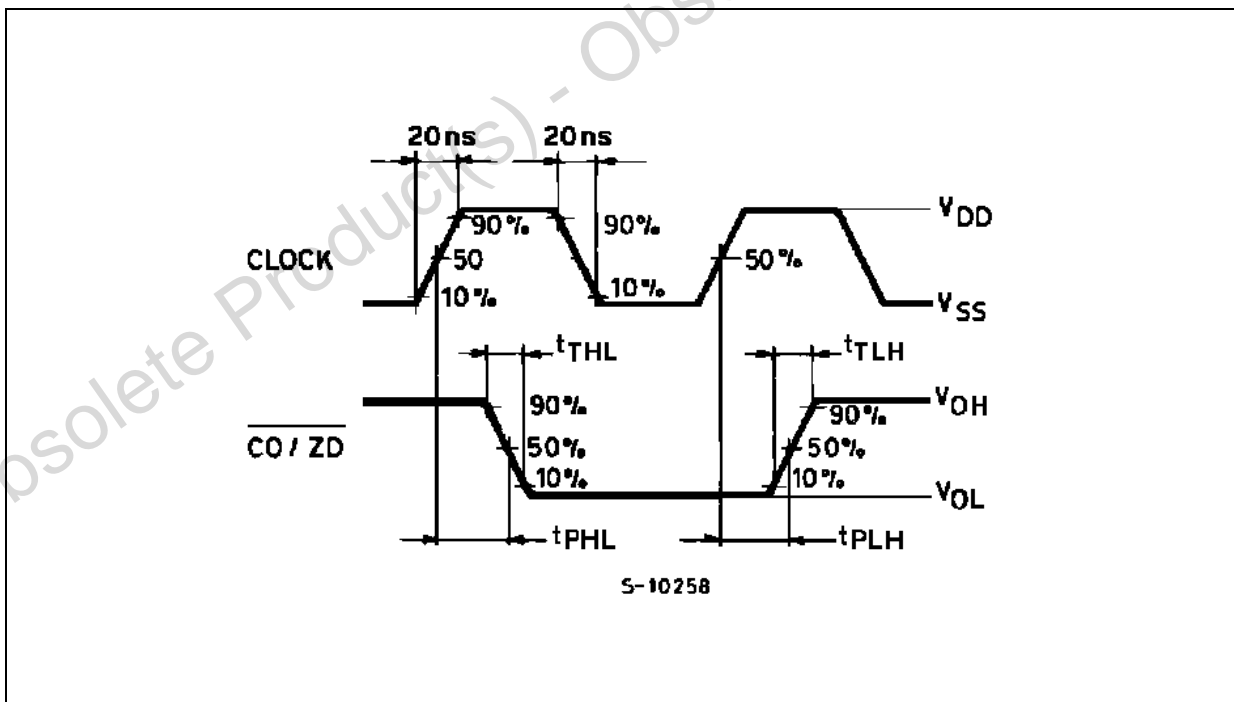 Obsolete Product(s) - Obs
20ns 20ns
90% 90% VDD
CLOCK 50 50%
10% 10% VSS
tTHL tTLH
90% VOH
90%
CO / ZD 50% 50%
10% 10% VOL
tPHL tPLH
S-10258